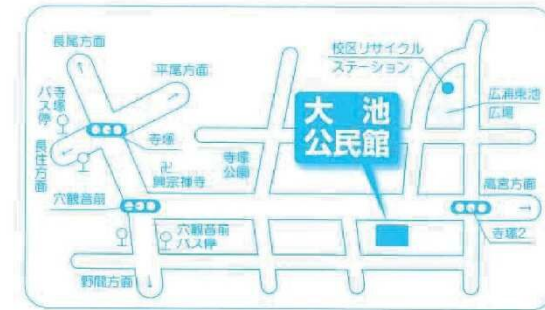 長尾方面
平尾方面
寺塚
バス停
長住方面
寺塚
穴観音前
卍
興宗禅寺
寺塚
公園
穴観音前
バス停
野間方面
校区リサイクル
ステーション
広浦東池
広場
大池
公民館
高宮方面
寺塚2